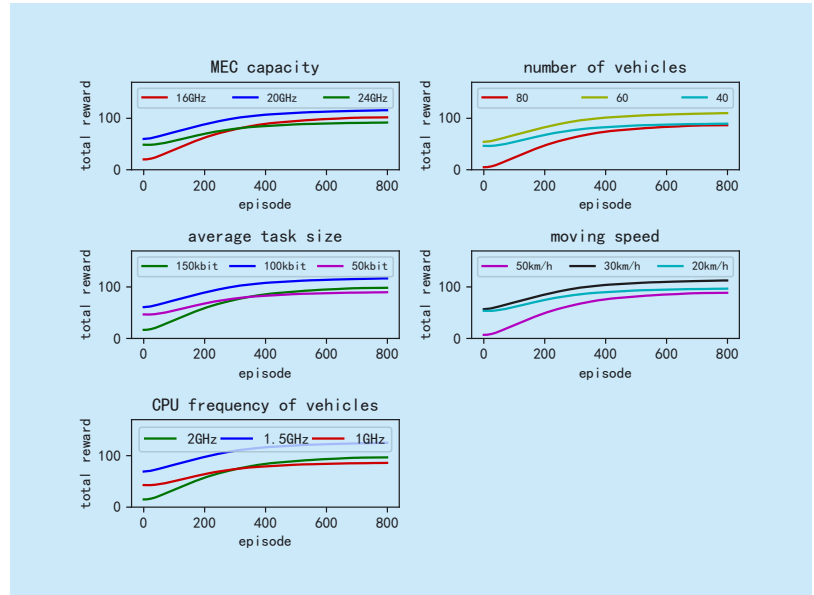 MEC capacity
16GHz 20GHz 24GHz
total reward
100
0
0 200 400 600 800
episode
number of vehicles
80 60 40
total reward
100
0
0 200 400 600 800
episode
average task size
150kbit 100kbit 50kbit
total reward
100
0
0 200 400 600 800
episode
moving speed
50km/h 30km/h 20km/h
total reward
100
0
0 200 400 600 800
episode
CPU frequency of vehicles
2GHz 1.5GHz 1GHz
total reward
100
0
0 200 400 600 800
episode